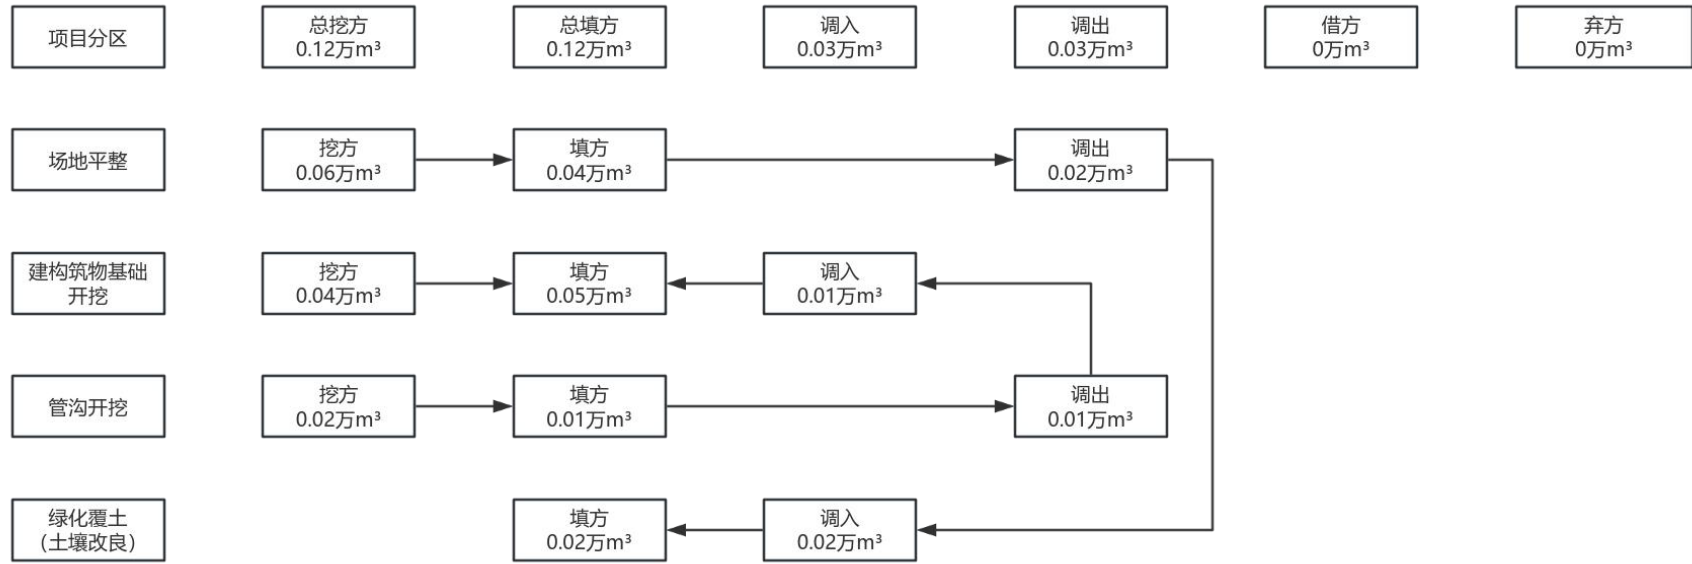 项目分区
总挖方
0.12万m³
总填方
0.12万m³
调入
0.03万m³
调出
0.03万m³
借方
0万m³
弃方
0万m³
场地平整
挖方
0.06万m³
填方
0.04万m³
调出
0.02万m³
建构筑物基础
开挖
挖方
0.04万m³
填方
0.05万m³
调入
0.01万m³
管沟开挖
挖方
0.02万m³
填方
0.01万m³
调出
0.01万m³
绿化覆土
（土壤改良）
填方
0.02万m³
调入
0.02万m³